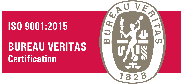 ISO 9001:2015
BUREAU VERITAS
Certification
BUREAU VERITAS
1828